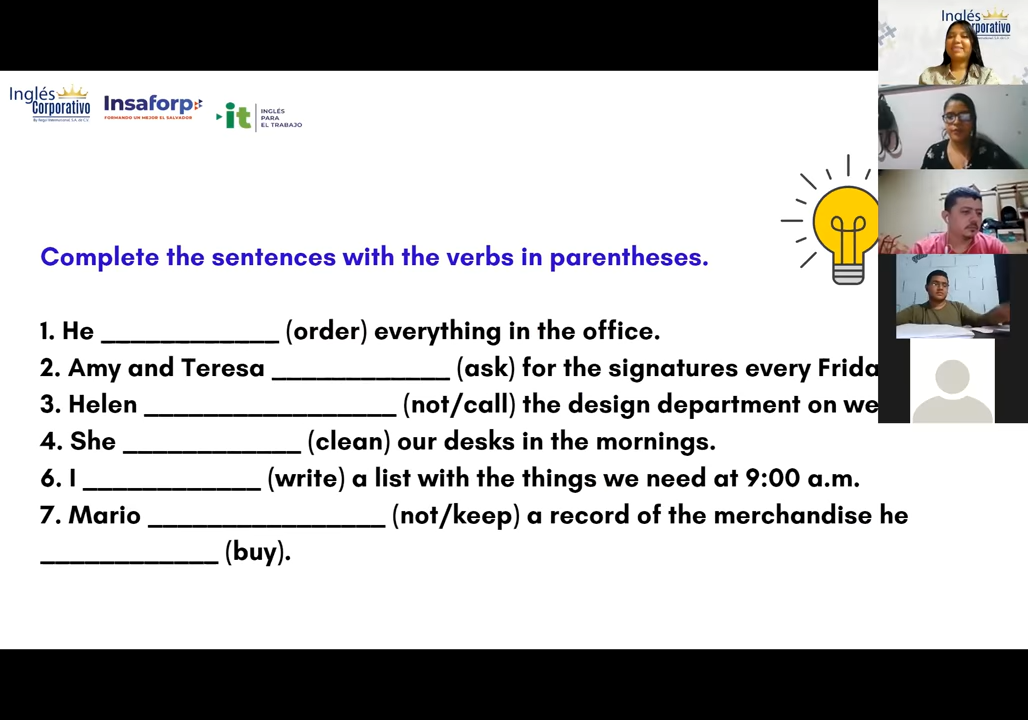 Inglés
Corporativo
Insaforp
FORMANDO UN MEJOR EL SALVADOR
it
INGLÉS
PARA
EL TRABAJO
Inglés
Complete the sentences with the verbs in parentheses.
1. He ____________ (order) everything in the office.
2. Amy and Teresa ____________ (ask) for the signatures every Frida
3. Helen _________________ (not/call) the design department on we
4. She ____________ (clean) our desks in the mornings.
6. I ____________ (write) a list with the things we need at 9:00 a.m.
7. Mario ________________ (not/keep) a record of the merchandise he
____________ (buy).